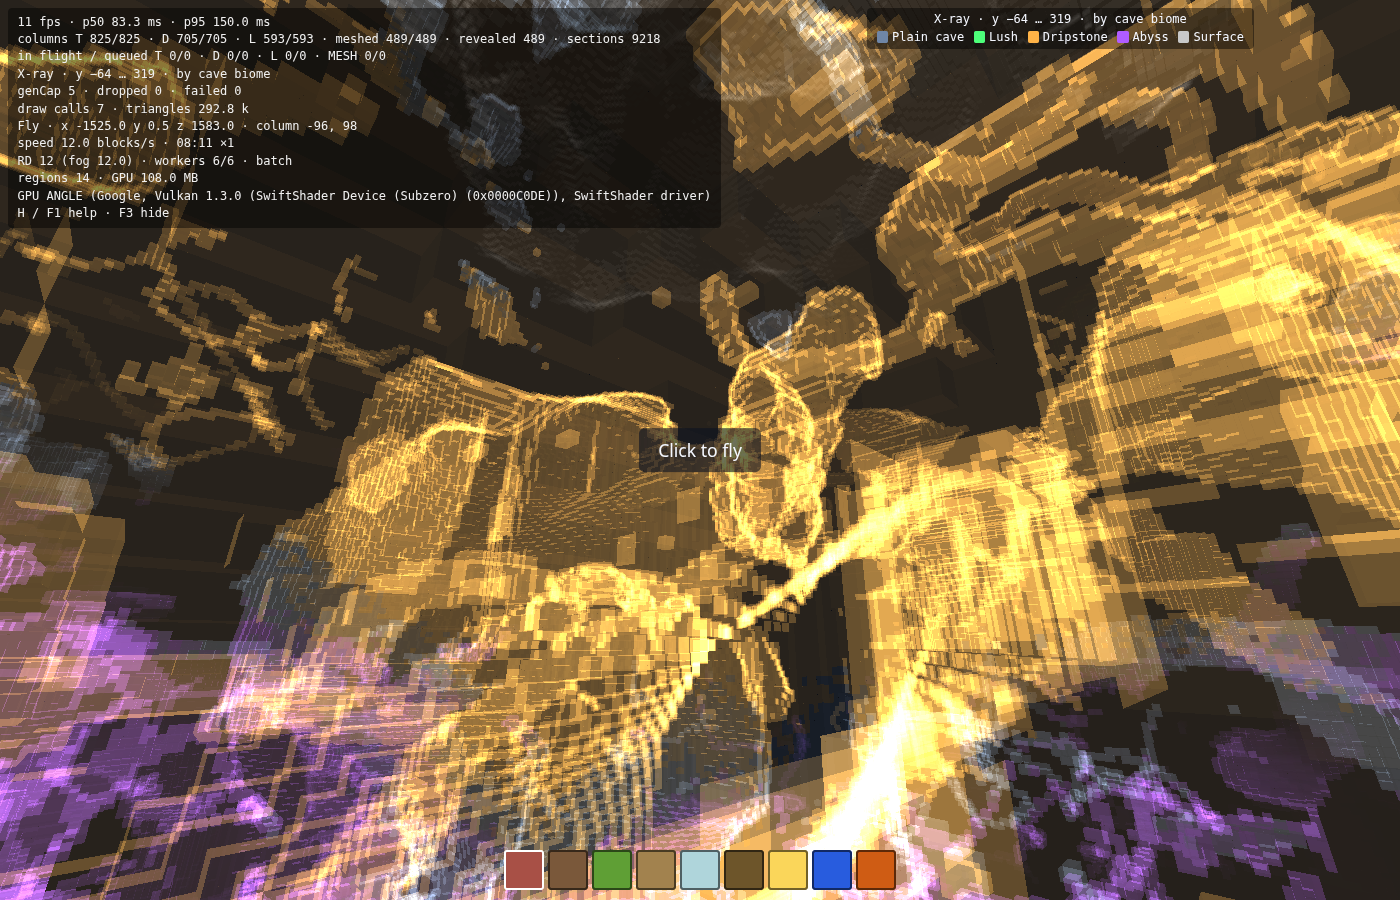 11 fps · p50 83.3 ms · p95 150.0 ms
columns T 825/825 · D 705/705 · L 593/593 · meshed 489/489 · revealed 489 · sections 9218
in flight / queued T 0/0 · D 0/0 · L 0/0 · MESH 0/0
X-ray · y −64 … 319 · by cave biome
genCap 5 · dropped 0 · failed 0
draw calls 7 · triangles 292.8 k
Fly · x -1525.0 y 0.5 z 1583.0 · column -96, 98
speed 12.0 blocks/s · 08:11 ×1
RD 12 (fog 12.0) · workers 6/6 · batch
regions 14 · GPU 108.0 MB
GPU ANGLE (Google, Vulkan 1.3.0 (SwiftShader Device (Subzero) (0x0000C0DE)), SwiftShader driver)
H / F1 help · F3 hide
X-ray · y −64 … 319 · by cave biome
Plain cave Lush Dripstone Abyss Surface
Click to fly